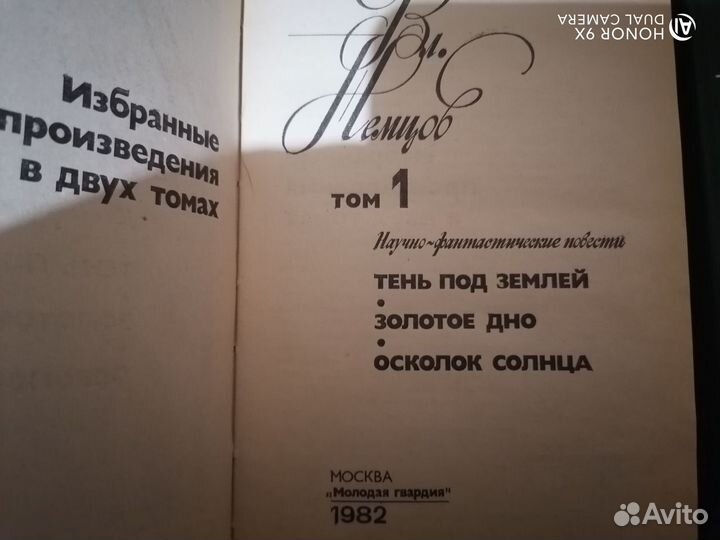 Избранные
произведения
в двух томах
Вл.
Немцов
ТОМ 1
Научно-фантастические повести
ТЕНЬ ПОД ЗЕМЛЕЙ
•
ЗОЛОТОЕ ДНО
•
ОСКОЛОК СОЛНЦА
МОСКВА
„Молодая гвардия"
1982
HONOR 9X
DUAL CAMERA
Avito